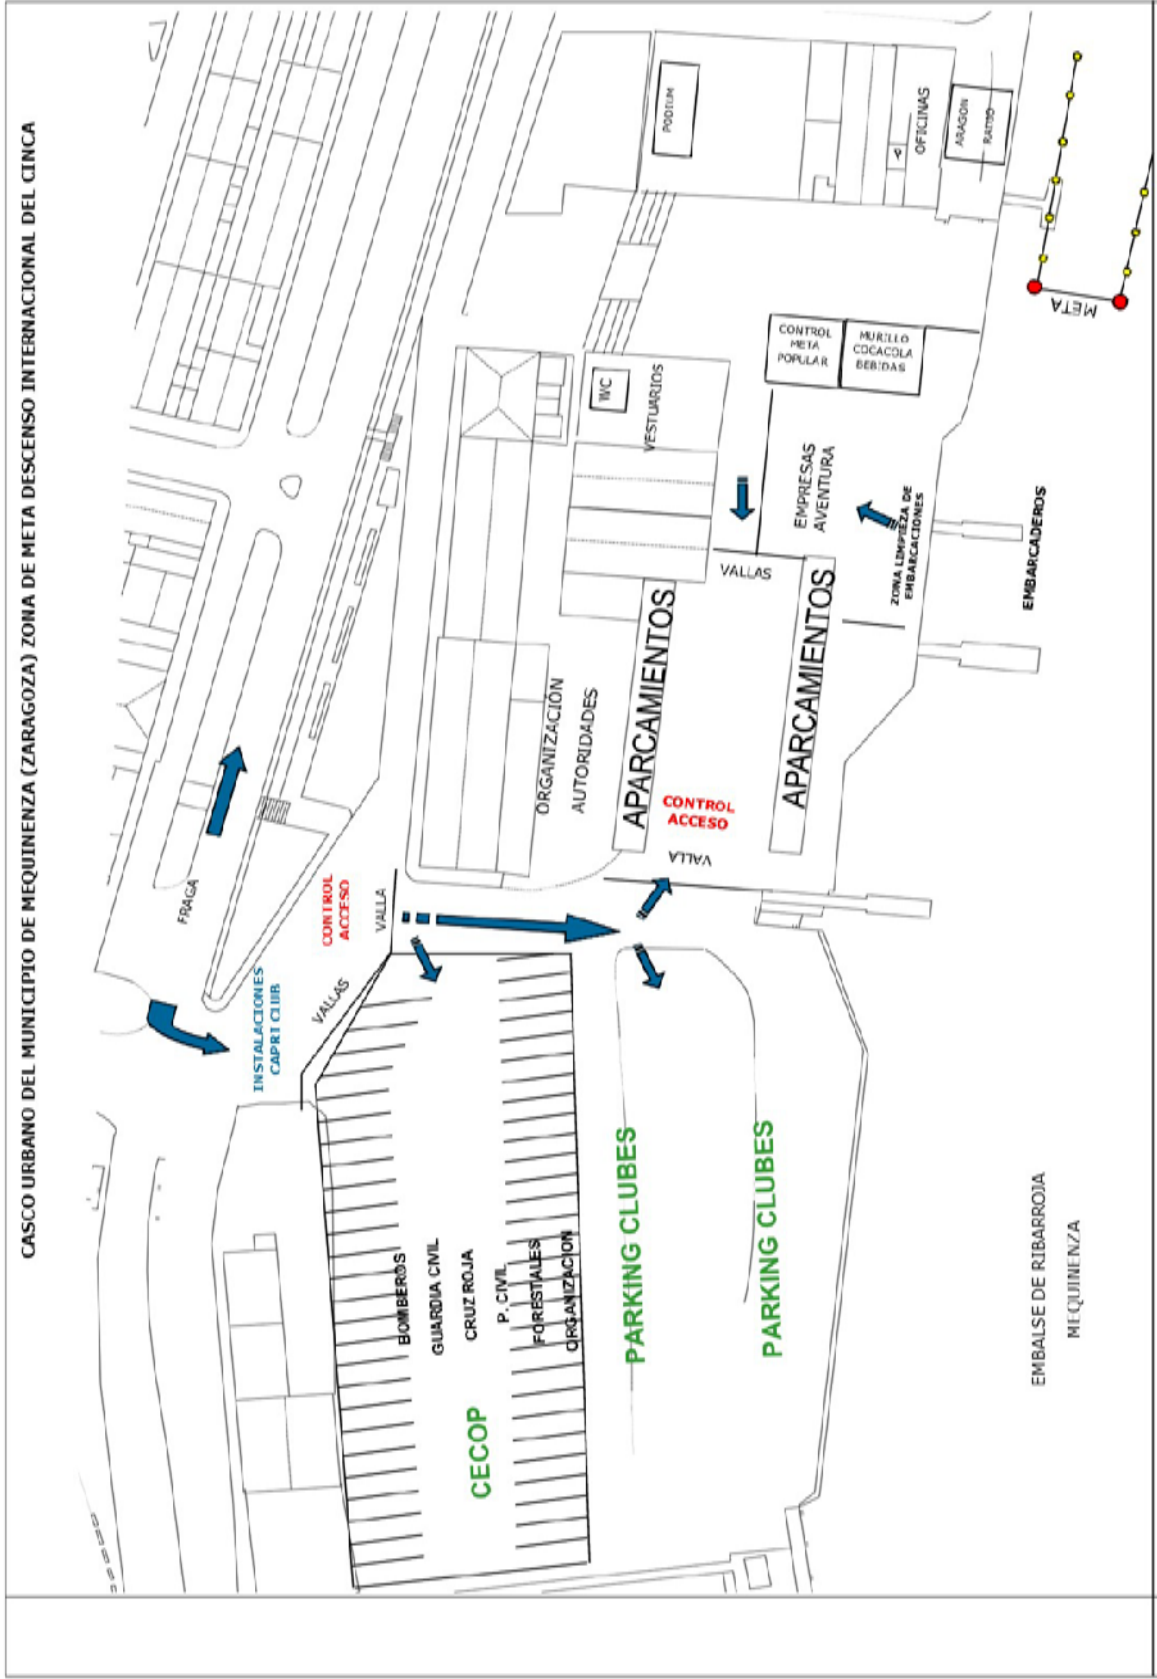 CASCO URBANO DEL MUNICIPIO DE MEQUINENZA (ZARAGOZA) ZONA DE META DESCENSO INTERNACIONAL DEL CINCA
FRAGA
INSTALACIONES
CAPRI CLUB
CONTROL
ACCESO
VALLAS
VALLA
BOMBEROS
GUARDIA CIVIL
CRUZ ROJA
P. CIVIL
FORESTALES
ORGANIZACION
CECOP
PARKING CLUBES
PARKING CLUBES
ORGANIZACIÓN
AUTORIDADES
APARCAMIENTOS
CONTROL
ACCESO
VALLA
APARCAMIENTOS
WC
VESTUARIOS
VALLAS
EMPRESAS
AVENTURA
ZONA LIMPIEZA DE
EMBARCACIONES
CONTROL
META
POPULAR
MURILLO
COCACOLA
BEBIDAS
PODIUM
OFICINAS
ARAGON
RADIO
META
EMBARCADEROS
EMBALSE DE RIBARROJA
MEQUINENZA